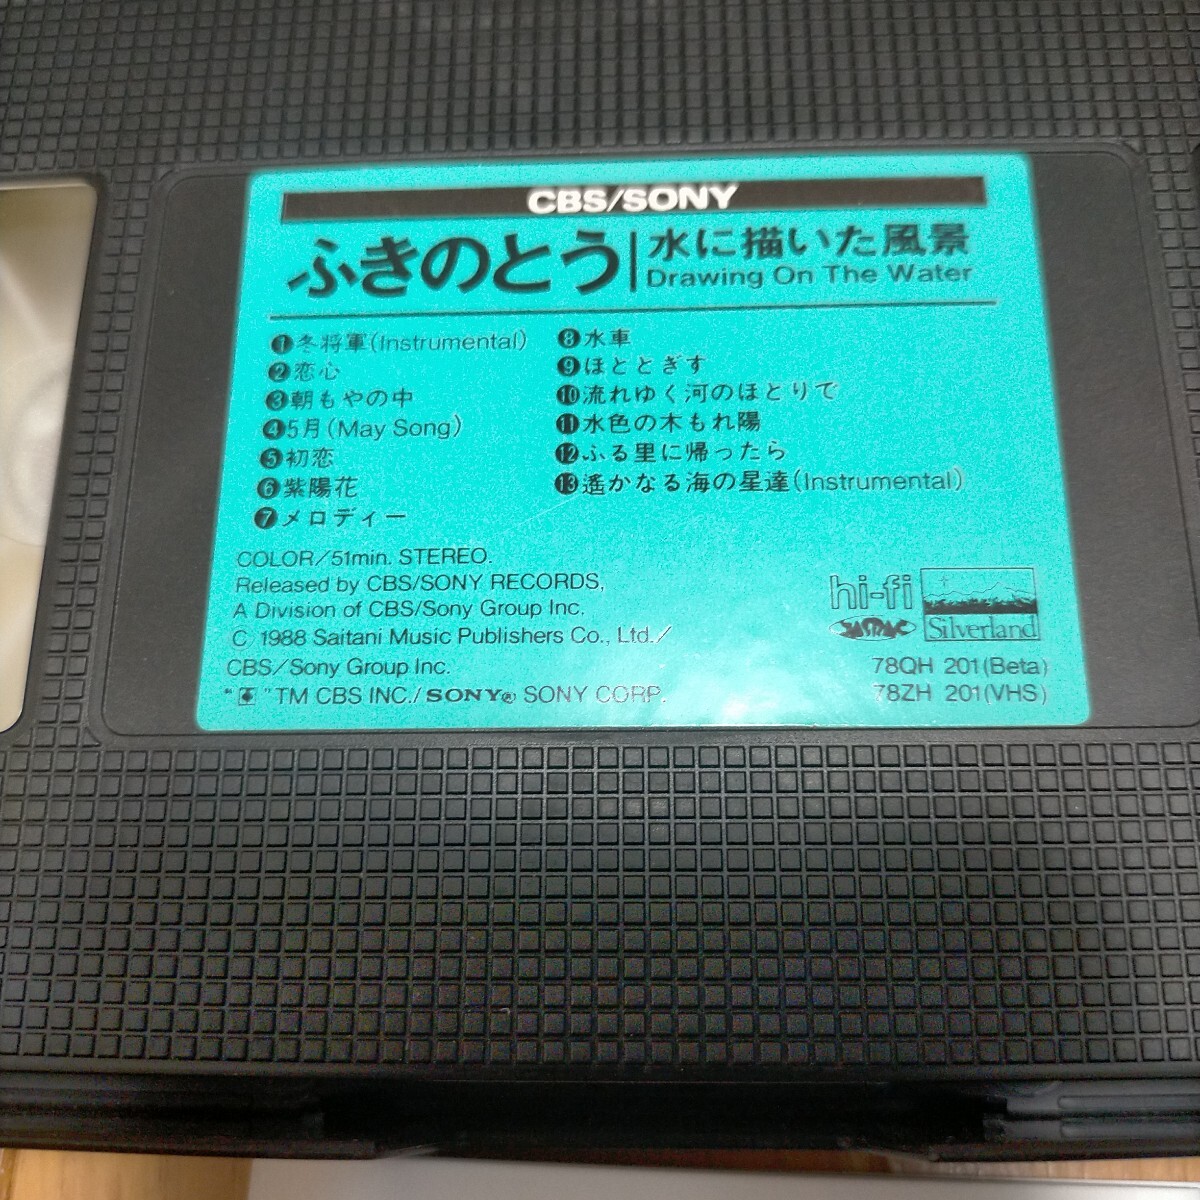 CBS/SONY
ふきのとう
水に描いた風景
Drawing On The Water
❶冬将軍(Instrumental)
❷恋心
❸朝もやの中
❹5月(May Song)
❺初恋
❻紫陽花
❼メロディー
❽水車
❾ほととぎす
❿流れゆく河のほとりで
⓫水色の木もれ陽
⓬ふる里に帰ったら
⓭遙かなる海の星達(Instrumental)
COLOR/51min. STEREO.
Released by CBS/SONY RECORDS,
A Division of CBS/Sony Group Inc.
C 1988 Saitani Music Publishers Co., Ltd./
CBS/Sony Group Inc.
" "TM CBS INC./SONY® SONY CORP.
hi-fi
JASRAC
Silverland
78QH 201(Beta)
78ZH 201(VHS)